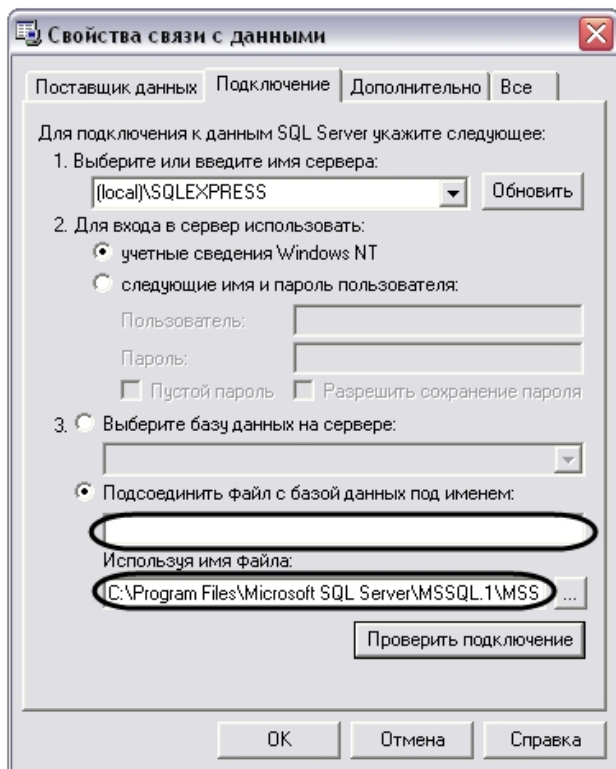 Свойства связи с данными
Поставщик данных Подключение Дополнительно Все
Для подключения к данным SQL Server укажите следующее:
1. Выберите или введите имя сервера:
(local)\SQLEXPRESS Обновить
2. Для входа в сервер использовать:
учетные сведения Windows NT
следующие имя и пароль пользователя:
Пользователь:
Пароль:
Пустой пароль Разрешить сохранение пароля
3. Выберите базу данных на сервере:
Подсоединить файл с базой данных под именем:
Используя имя файла:
C:\Program Files\Microsoft SQL Server\MSSQL.1\MSS ...
Проверить подключение
OK Отмена Справка